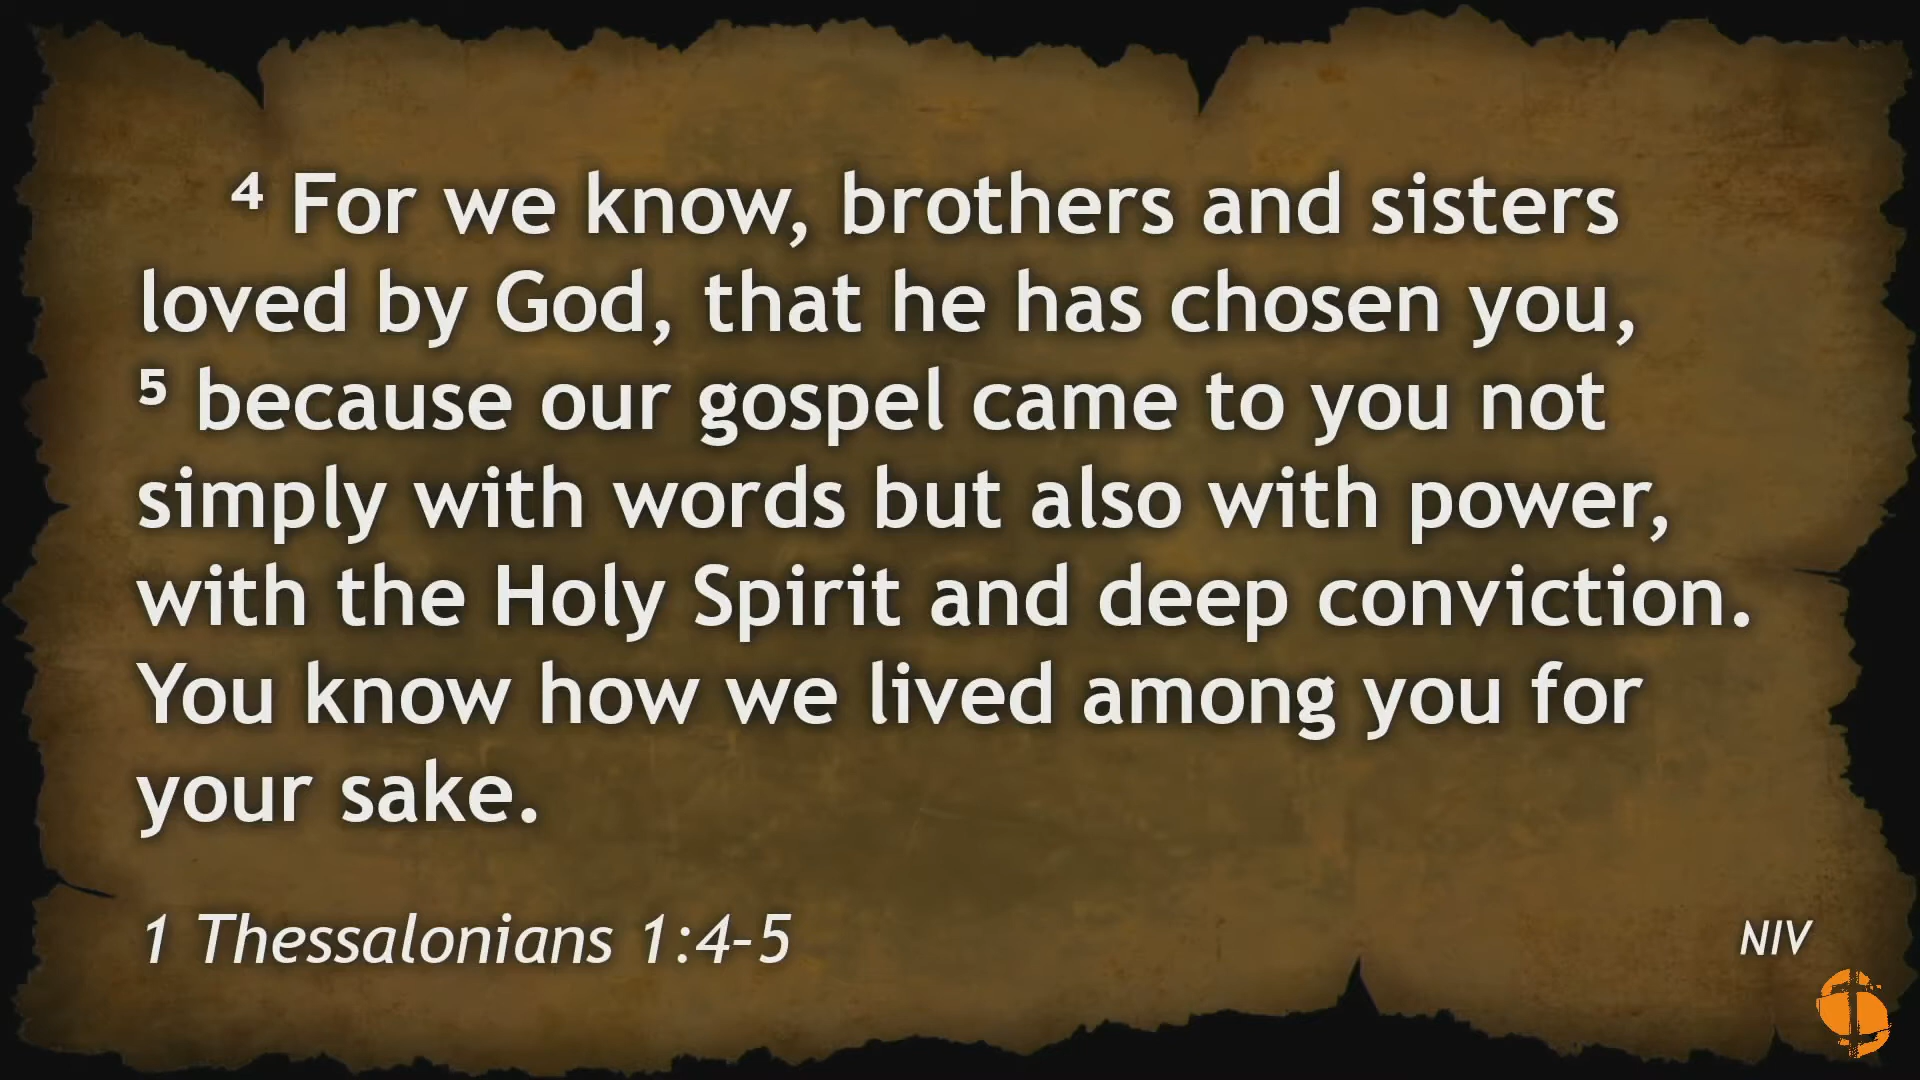 ⁴ For we know, brothers and sisters
loved by God, that he has chosen you,
⁵ because our gospel came to you not
simply with words but also with power,
with the Holy Spirit and deep conviction.
You know how we lived among you for
your sake.
1 Thessalonians 1:4–5
NIV